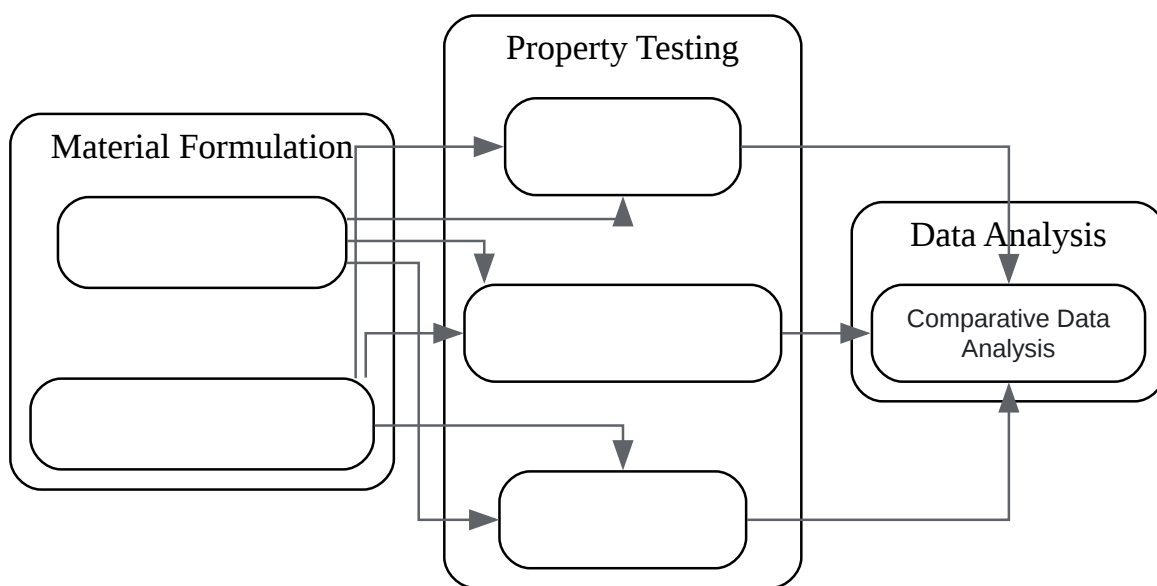 Property Testing
Material Formulation
Data Analysis
Comparative Data
Analysis